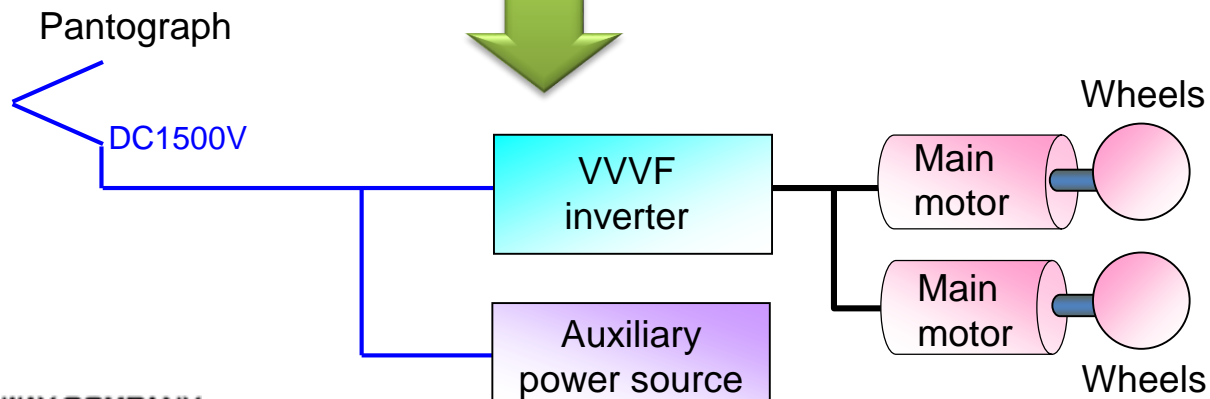 Pantograph
Wheels
DC1500V
VVVF
inverter
Main
motor
Main
motor
Auxiliary
power source
Wheels